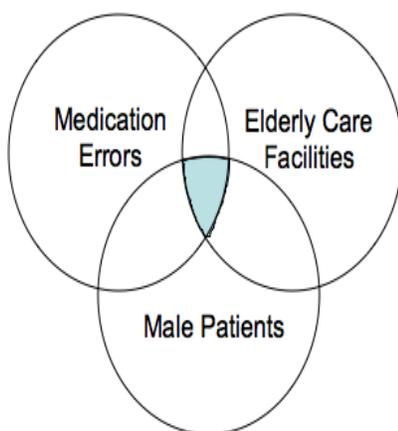 Medication
Errors
Elderly Care
Facilities
Male Patients